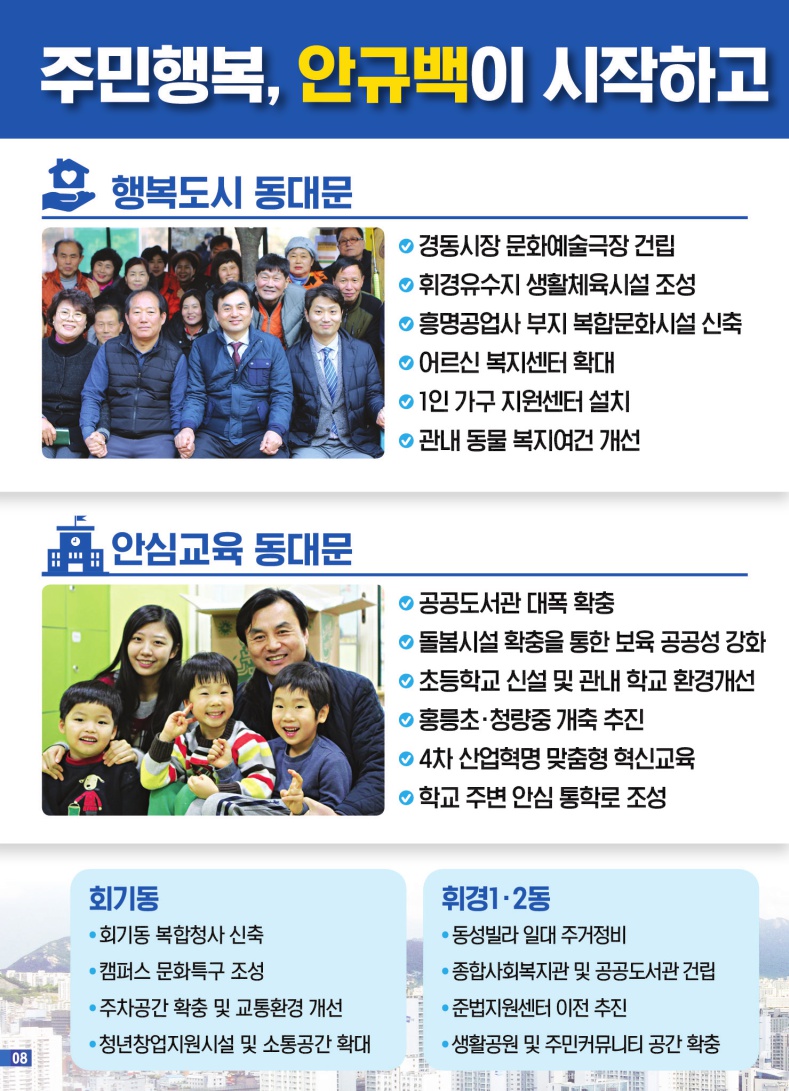 주민행복, 안규백이 시작하고
행복도시 동대문
경동시장 문화예술극장 건립
휘경유수지 생활체육시설 조성
흥명공업사 부지 복합문화시설 신축
어르신 복지센터 확대
1인 가구 지원센터 설치
관내 동물 복지여건 개선
안심교육 동대문
공공도서관 대폭 확충
돌봄시설 확충을 통한 보육 공공성 강화
초등학교 신설 및 관내 학교 환경개선
홍릉초·청량중 개축 추진
4차 산업혁명 맞춤형 혁신교육
학교 주변 안심 통학로 조성
회기동
•회기동 복합청사 신축
•캠퍼스 문화특구 조성
•주차공간 확충 및 교통환경 개선
•청년창업지원시설 및 소통공간 확대
휘경1·2동
•동성빌라 일대 주거정비
•종합사회복지관 및 공공도서관 건립
•준법지원센터 이전 추진
•생활공원 및 주민커뮤니티 공간 확충
08